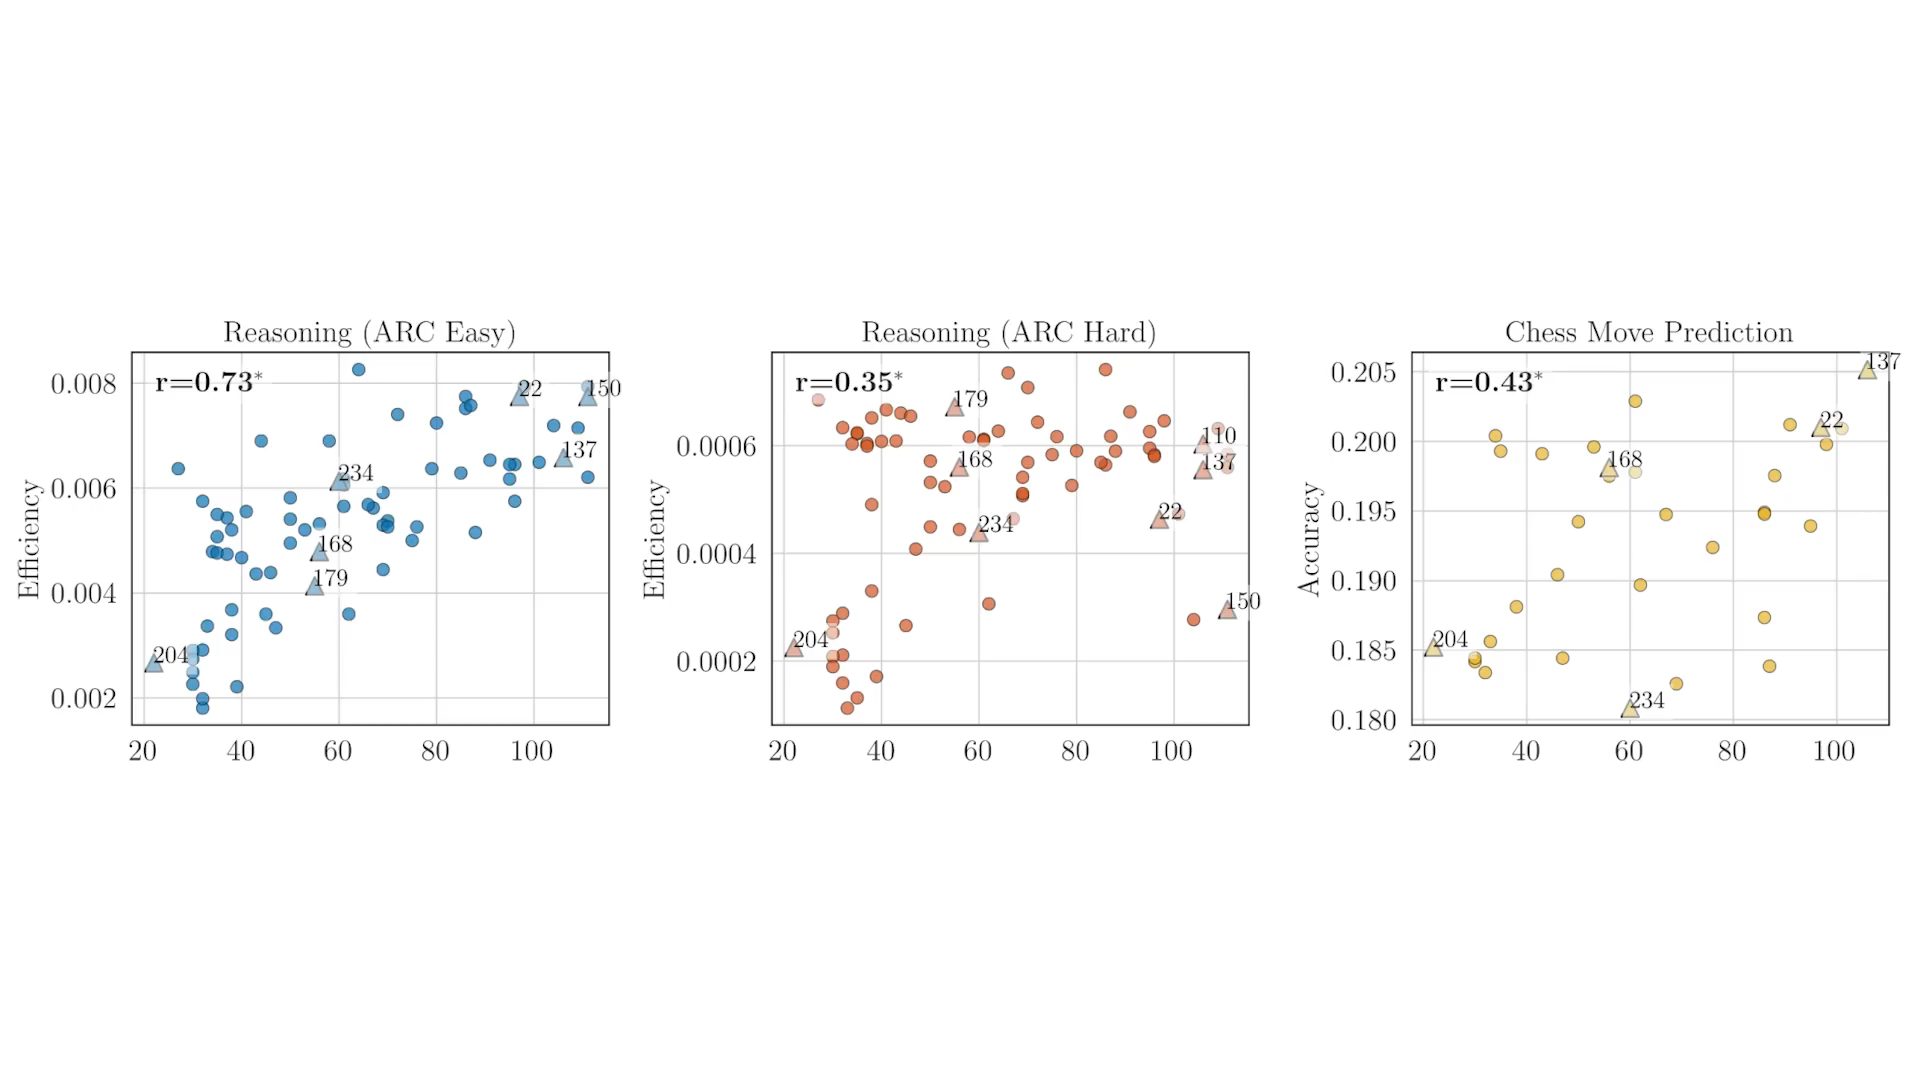 Reasoning (ARC Easy)
r=0.73*
Efficiency
0.008
0.006
0.004
0.002
22
150
137
234
168
179
204
20 40 60 80 100
Reasoning (ARC Hard)
r=0.35*
Efficiency
0.0006
0.0004
0.0002
179
110
168
137
22
234
150
204
20 40 60 80 100
Chess Move Prediction
r=0.43*
Accuracy
0.205
0.200
0.195
0.190
0.185
0.180
137
22
168
204
234
20 40 60 80 100